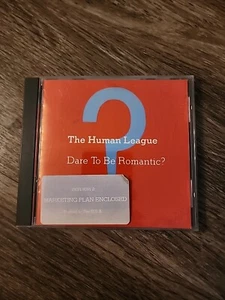 The Human League
Dare To Be Romantic?
MARKETING PLAN ENCLOSED